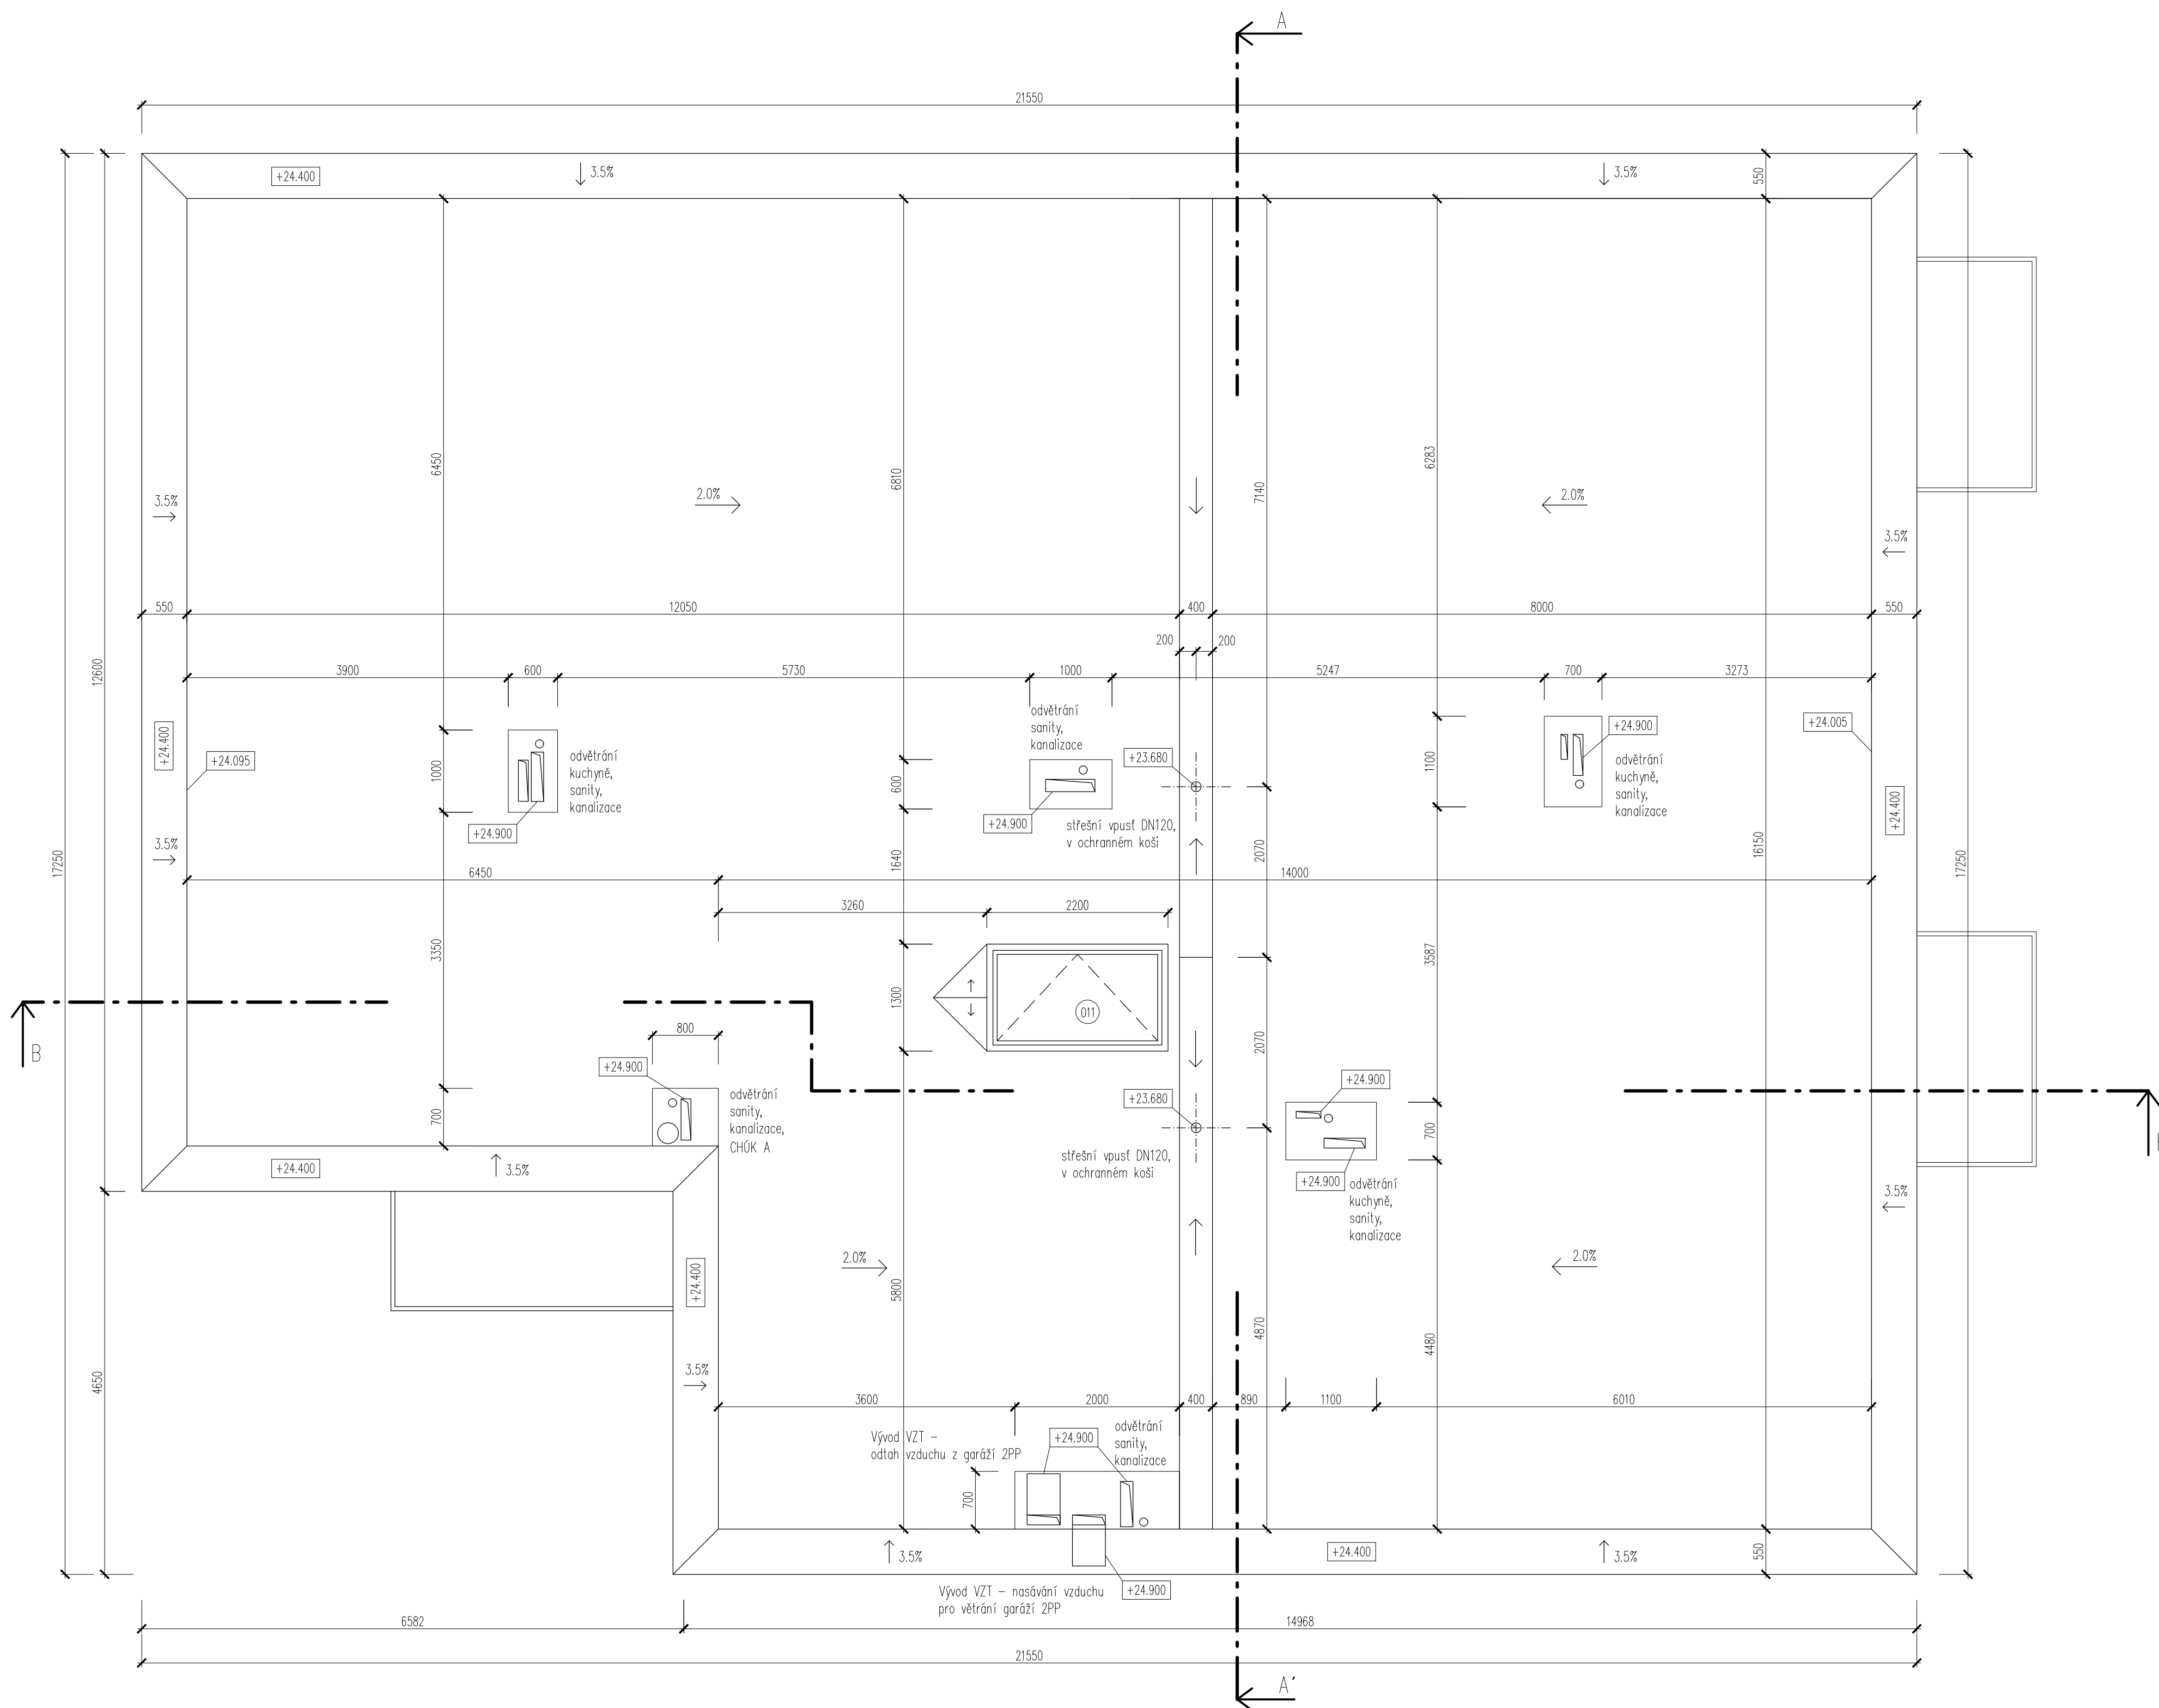 A
21550
+24.400
3.5%
3.5%
550
6450
6810
7140
6283
2.0%
2.0%
3.5%
3.5%
550
12050
400
8000
550
200
200
12600
3900
600
5730
1000
5247
700
3273
odvětrání
sanity,
kanalizace
+24.400
+24.095
1000
odvětrání
kuchyně,
sanity,
kanalizace
+24.900
600
+24.900
+23.680
střešní vpusť DN120,
v ochranném koši
1100
+24.900
odvětrání
kuchyně,
sanity,
kanalizace
+24.005
+24.400
17250
3.5%
1640
2070
16150
17250
6450
14000
3260
2200
3350
3587
1300
011
B
800
2070
+24.900
700
odvětrání
sanity,
kanalizace,
CHÚK A
+23.680
střešní vpusť DN120,
v ochranném koši
+24.900
700
+24.900
odvětrání
kuchyně,
sanity,
kanalizace
+24.400
3.5%
3.5%
+24.400
2.0%
2.0%
5800
4870
4480
4650
3.5%
3600
2000
400
890
1100
6010
Vývod VZT –
odtah vzduchu z garáží 2PP
+24.900
odvětrání
sanity,
kanalizace
700
3.5%
+24.400
3.5%
550
Vývod VZT – nasávání vzduchu
pro větrání garáží 2PP
+24.900
6582
14968
21550
A'